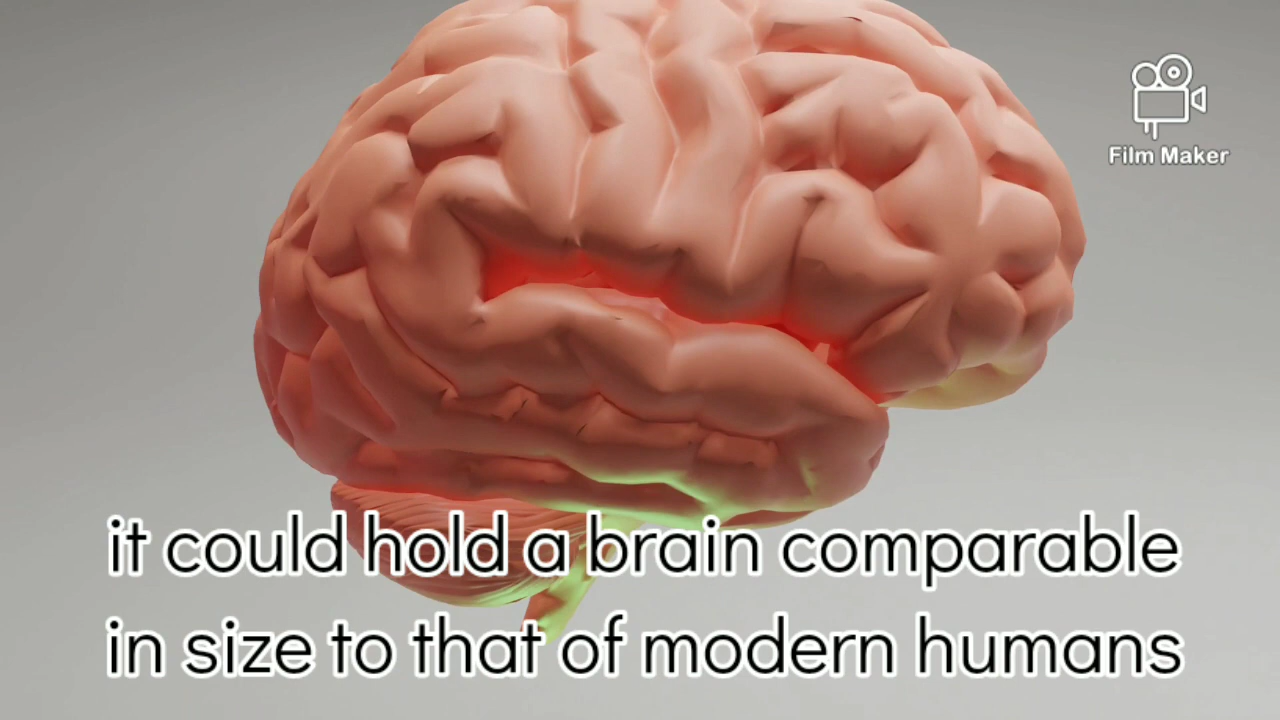 Film Maker
it could hold a brain comparable
in size to that of modern humans